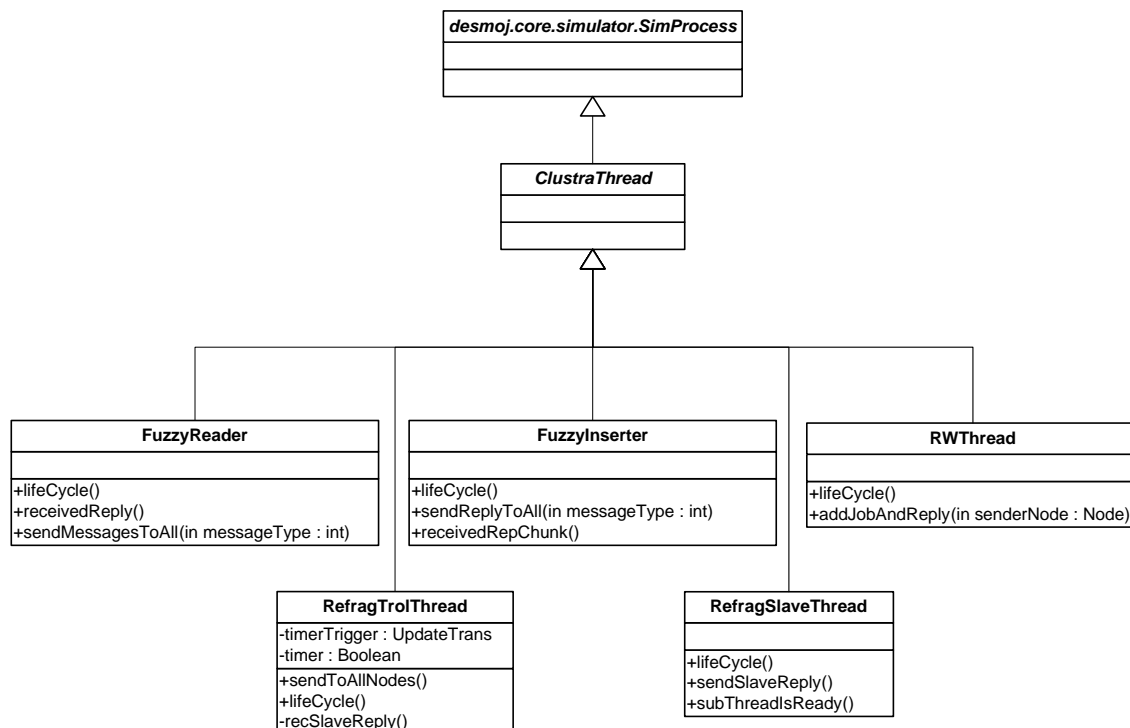 desmoj.core.simulator.SimProcess
ClustraThread
FuzzyReader
+lifeCycle()
+receivedReply()
+sendMessagesToAll(in messageType : int)
FuzzyInserter
+lifeCycle()
+sendReplyToAll(in messageType : int)
+receivedRepChunk()
RWThread
+lifeCycle()
+addJobAndReply(in senderNode : Node)
RefragTrolThread
-timerTrigger : UpdateTrans
-timer : Boolean
+sendToAllNodes()
+lifeCycle()
-recSlaveReply()
RefragSlaveThread
+lifeCycle()
+sendSlaveReply()
+subThreadIsReady()